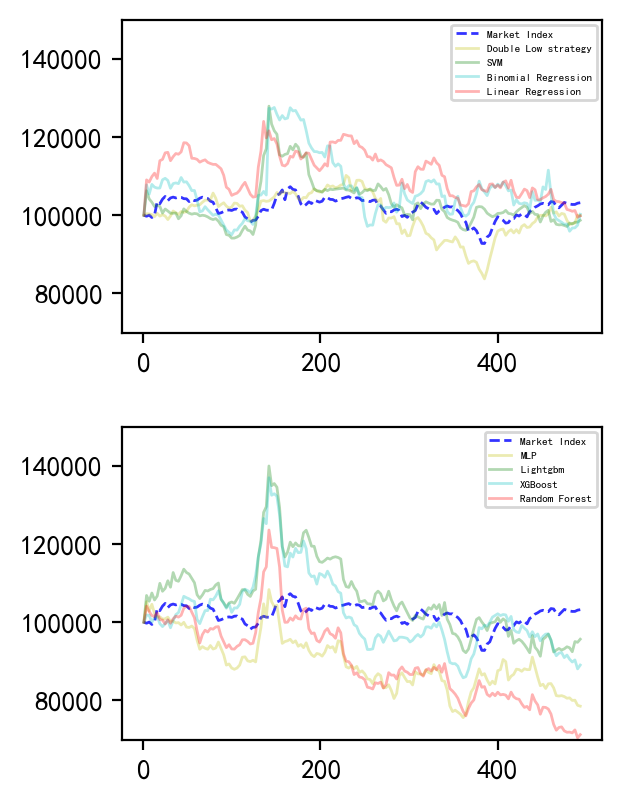 140000
120000
100000
80000
0
200
400
Market Index
Double Low strategy
SVM
Binomial Regression
Linear Regression
140000
120000
100000
80000
0
200
400
Market Index
MLP
Lightgbm
XGBoost
Random Forest